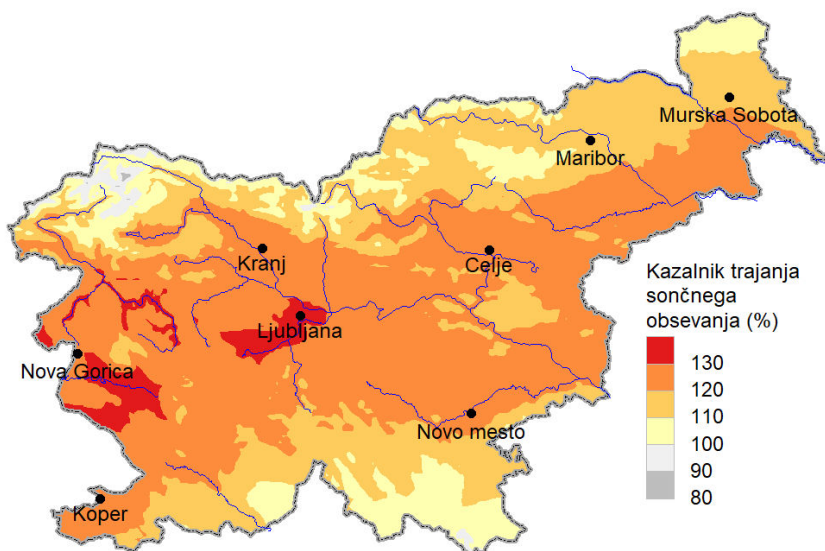 Murska Sobota
Maribor
Kranj
Celje
Ljubljana
Nova Gorica
Novo mesto
Koper
Kazalnik trajanja
sončnega
obsevanja (%)
130
120
110
100
90
80